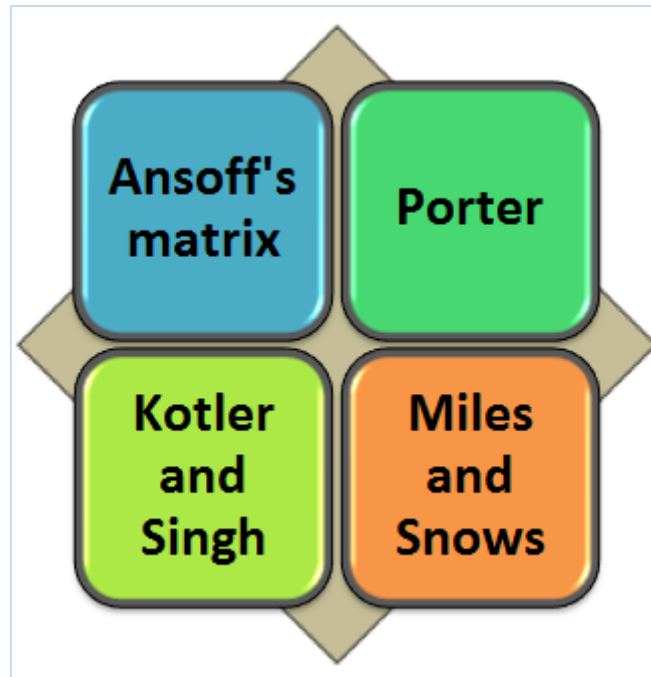 Ansoff's
matrix
Porter
Kotler
and
Singh
Miles
and
Snows